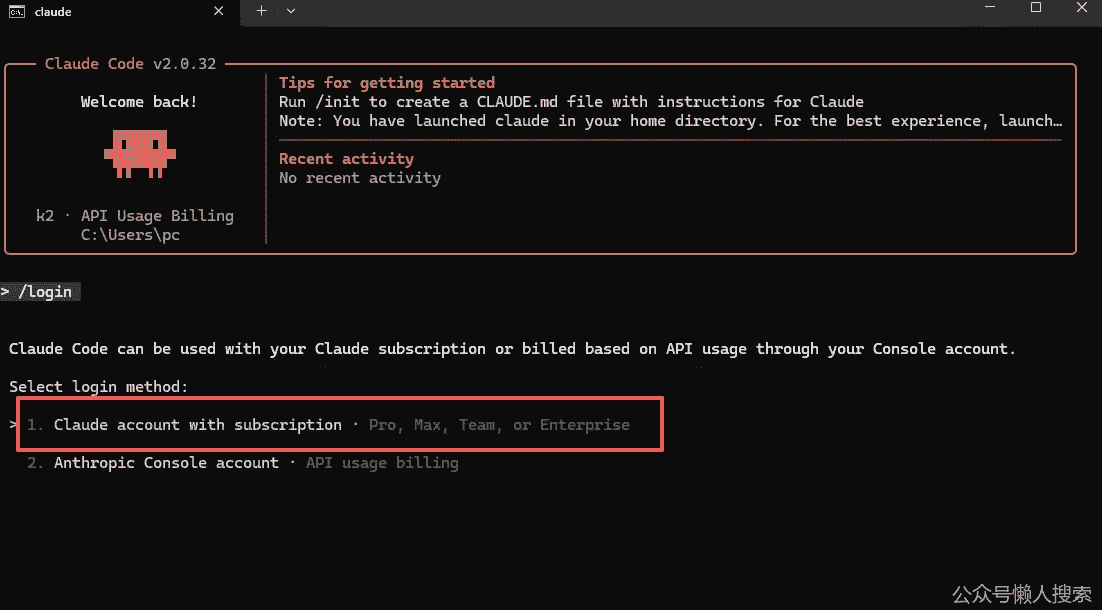 claude
Claude Code v2.0.32
Welcome back!
k2 · API Usage Billing
C:\Users\pc
Tips for getting started
Run /init to create a CLAUDE.md file with instructions for Claude
Note: You have launched claude in your home directory. For the best experience, launch…
Recent activity
No recent activity
> /login
Claude Code can be used with your Claude subscription or billed based on API usage through your Console account.
Select login method:
> 1. Claude account with subscription · Pro, Max, Team, or Enterprise
2. Anthropic Console account · API usage billing
公众号懒人搜索